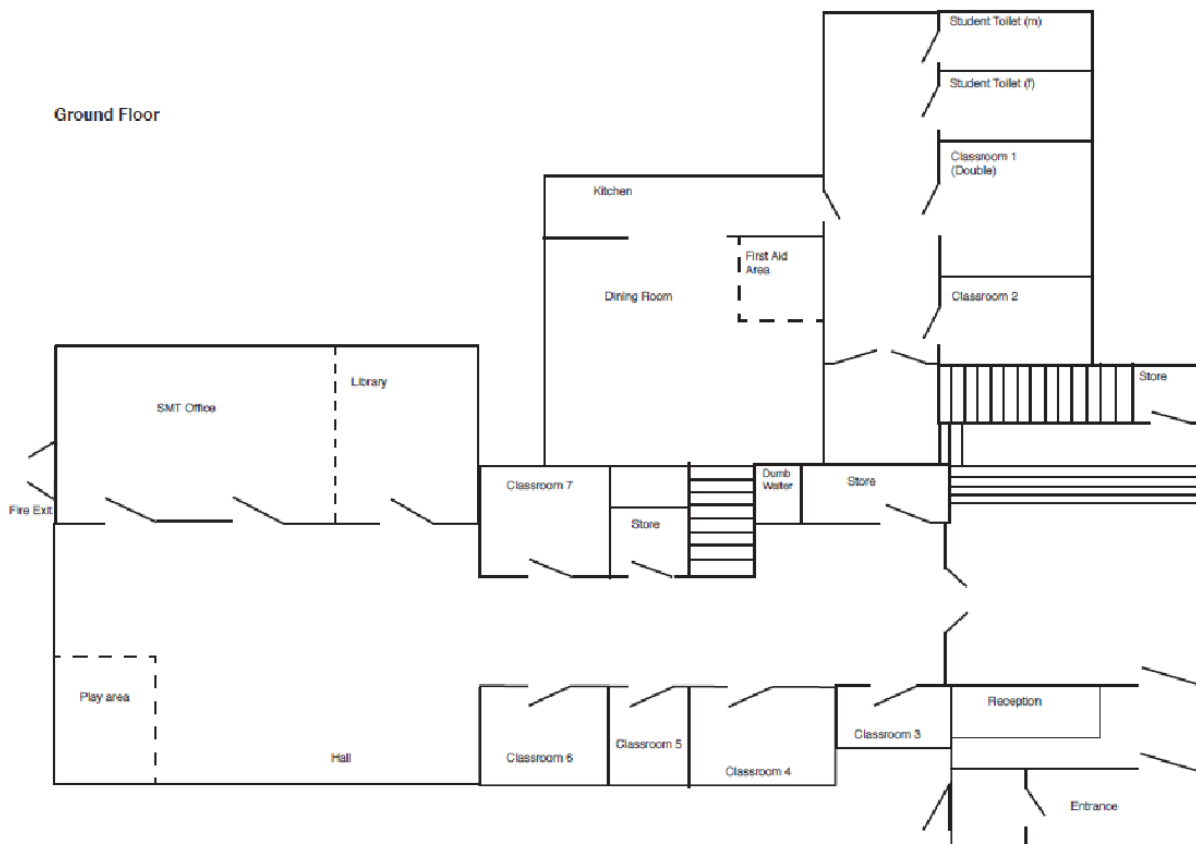 Student Toilet (m)
Student Toilet (f)
Ground Floor
Classroom 1
(Double)
Kitchen
First Aid
Area
Dining Room
Classroom 2
Library
Store
SMT Office
Dumb
Waiter
Store
Classroom 7
Fire Exit
Store
Play area
Reception
Classroom 3
Classroom 5
Hall
Classroom 6
Classroom 4
Entrance